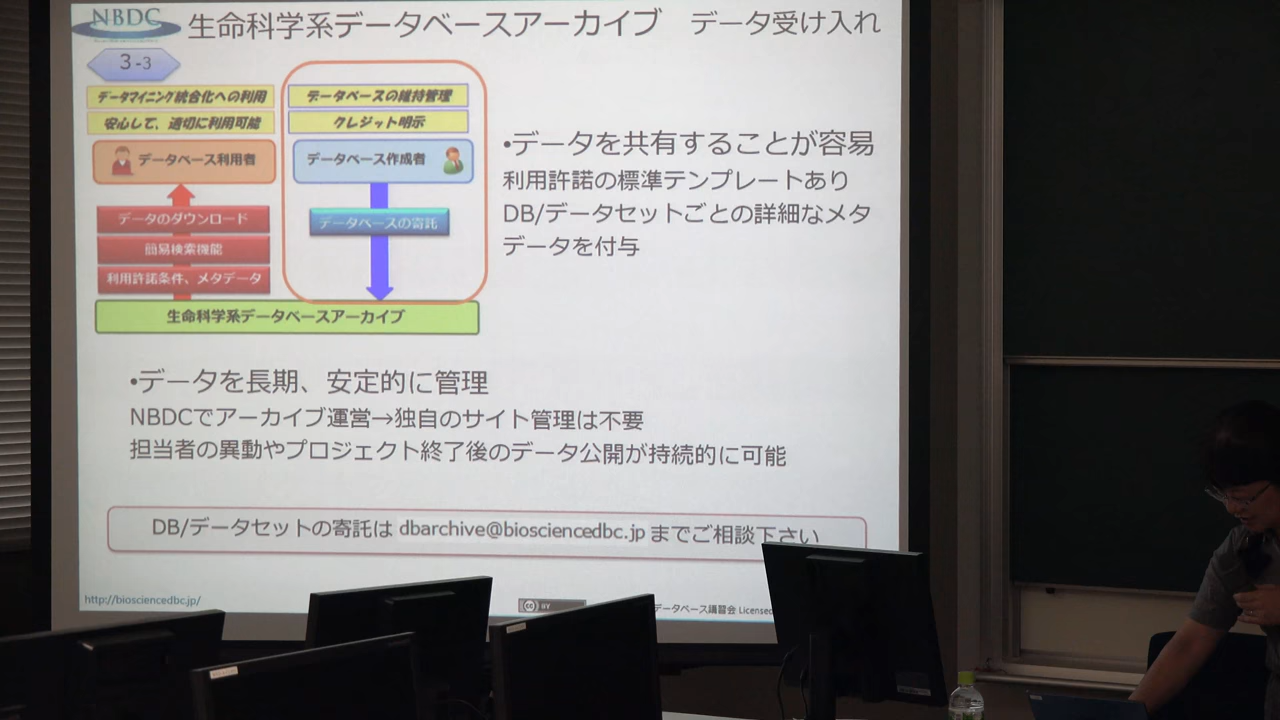 NBDC
生命科学系データベースアーカイブ データ受け入れ
3-3
データマイニング統合化への利用
安心して、適切に利用可能
データベース利用者
データのダウンロード
簡易検索機能
利用許諾条件、メタデータ
データベースの維持管理
クレジット明示
データベース作成者
データベースの寄託
生命科学系データベースアーカイブ
•データを共有することが容易
利用許諾の標準テンプレートあり
DB/データセットごとの詳細なメタ
データを付与
•データを長期、安定的に管理
NBDCでアーカイブ運営→独自のサイト管理は不要
担当者の異動やプロジェクト終了後のデータ公開が持続的に可能
DB/データセットの寄託は dbarchive@biosciencedbc.jp までご相談下さい
http://biosciencedbc.jp/
cc BY
データベース講習会 Licensed